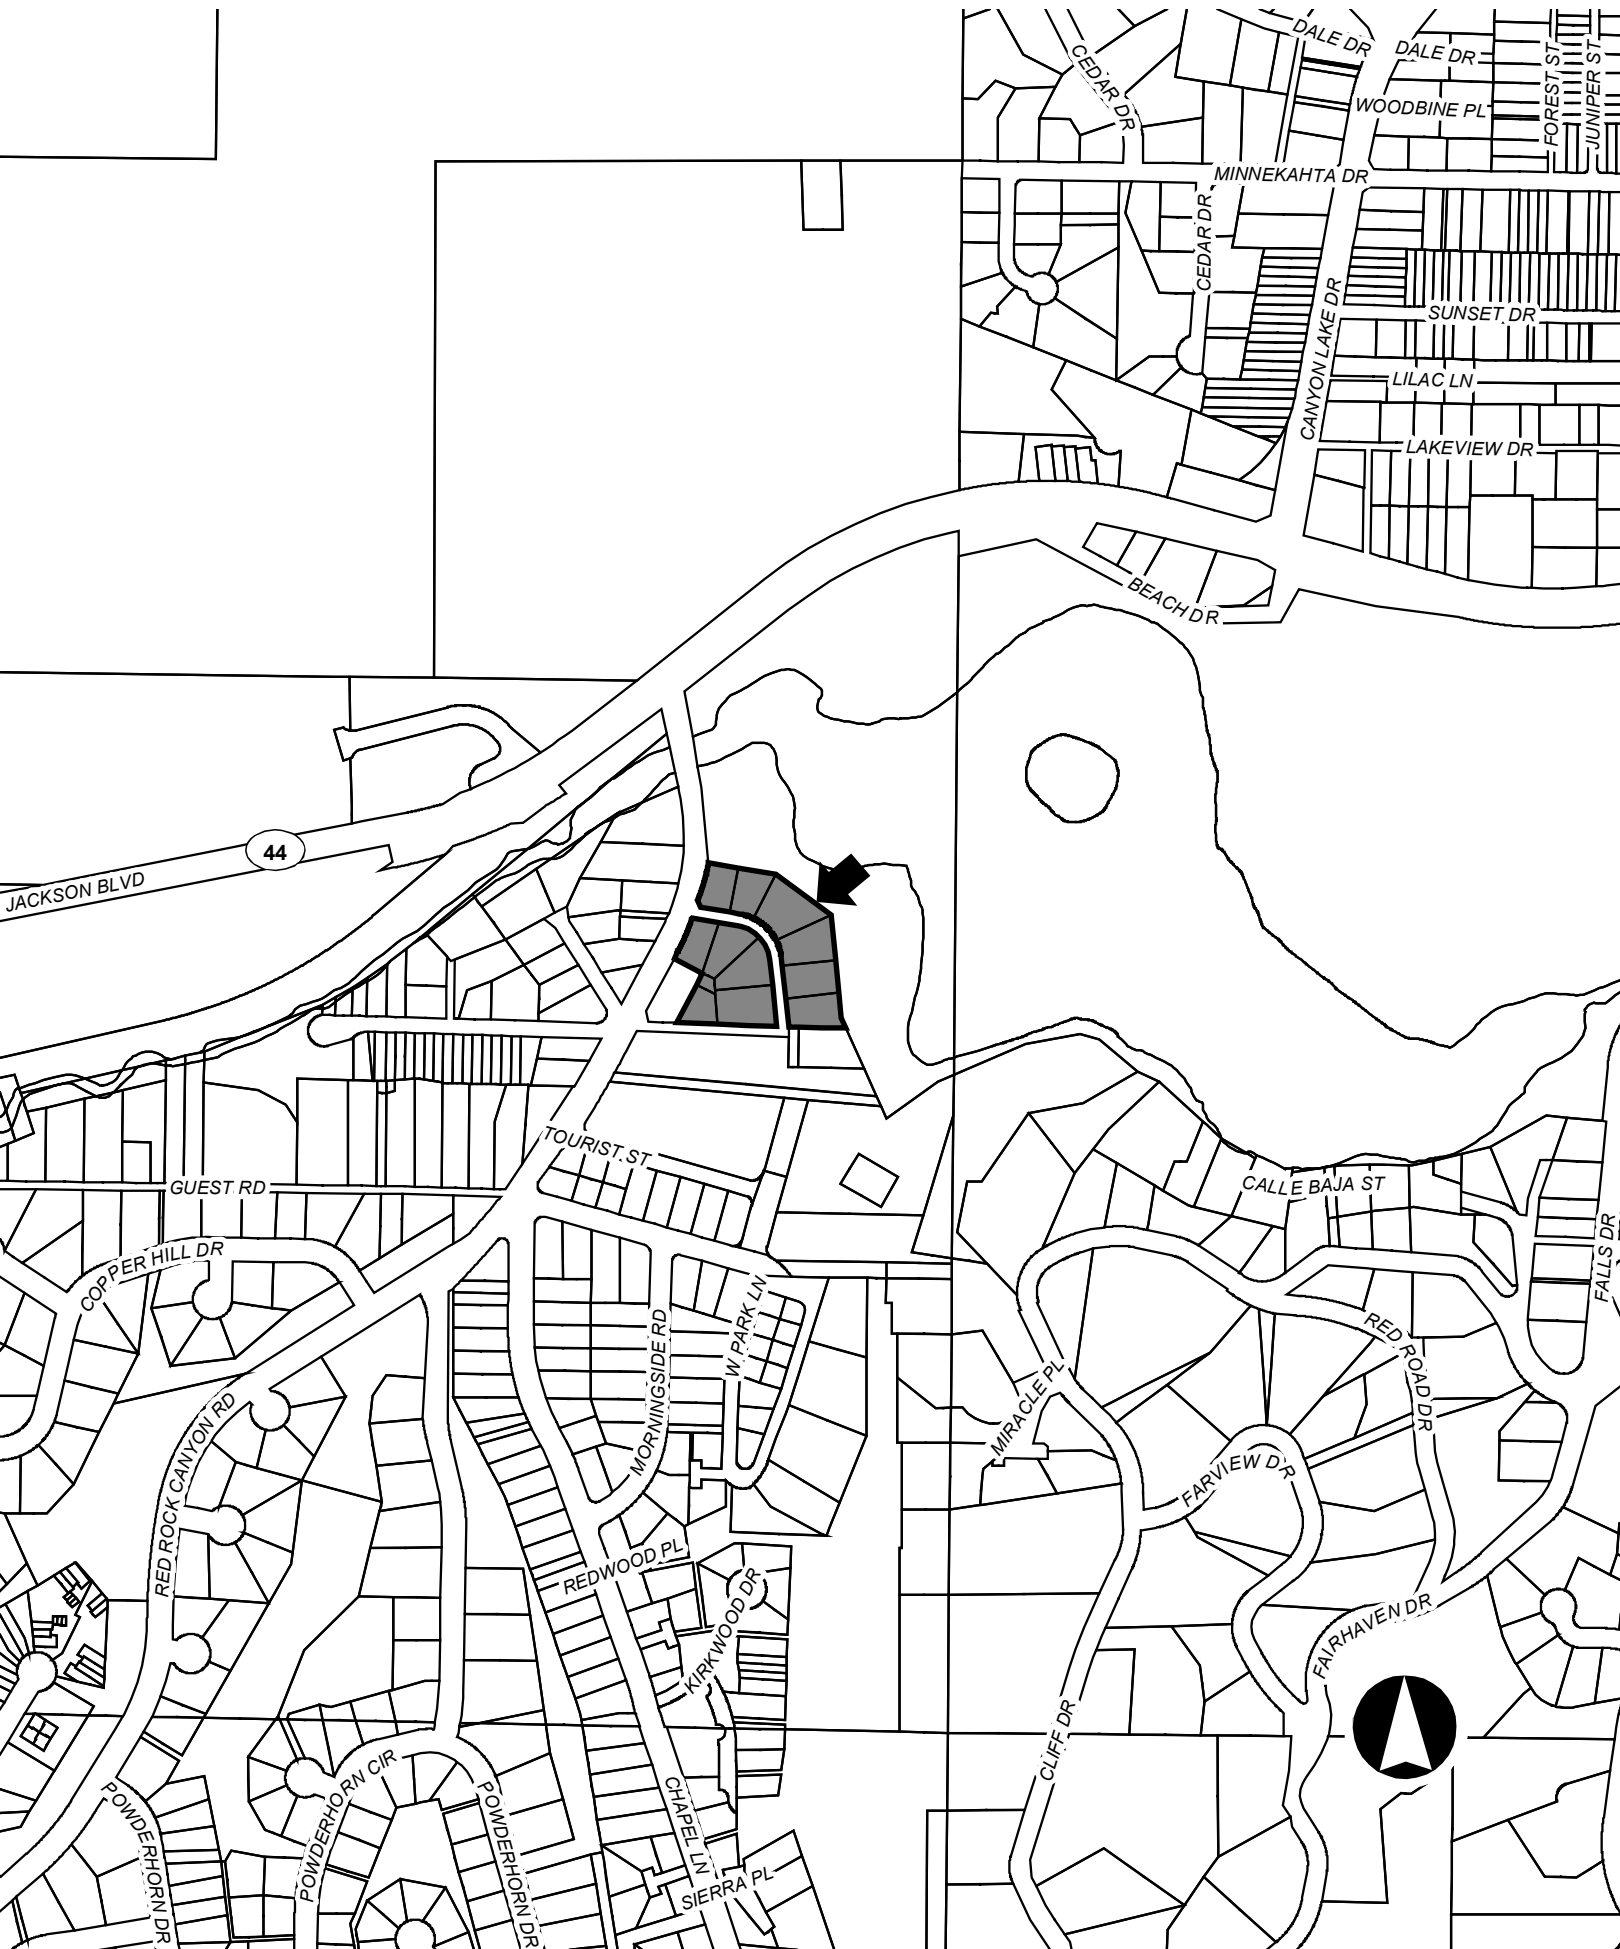 DALE DR
DALE DR
CEDAR DR
FOREST ST
JUNIPER ST
WOODBINE PL
MINNEKAHTA DR
CEDAR DR
CANYON LAKE DR
SUNSET DR
LILAC LN
LAKEVIEW DR
BEACH DR
44
JACKSON BLVD
TOURIST ST
GUEST RD
CALLE BAJA ST
COPPER HILL DR
FALLS DR
W PARK LN
MORNINGSIDE RD
RED ROAD DR
MIRACLE PL
RED ROCK CANYON RD
FARVIEW DR
REDWOOD PL
KIRKWOOD DR
FAIRHAVEN DR
CLIFF DR
POWDERHORN CIR
POWDERHORN DR
POWDERHORN DR
CHAPEL LN
SIERRA PL